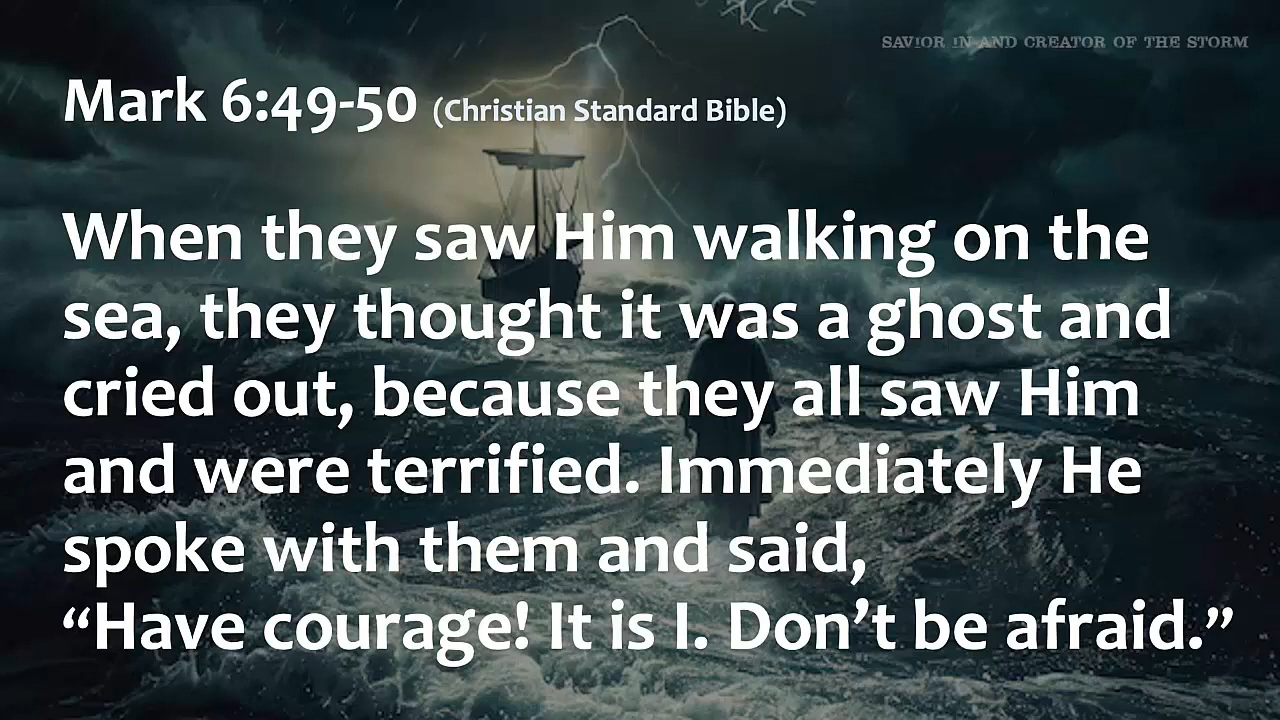 SAVIOR IN AND CREATOR OF THE STORM
Mark 6:49-50 (Christian Standard Bible)
When they saw Him walking on the
sea, they thought it was a ghost and
cried out, because they all saw Him
and were terrified. Immediately He
spoke with them and said,
“Have courage! It is I. Don’t be afraid.”